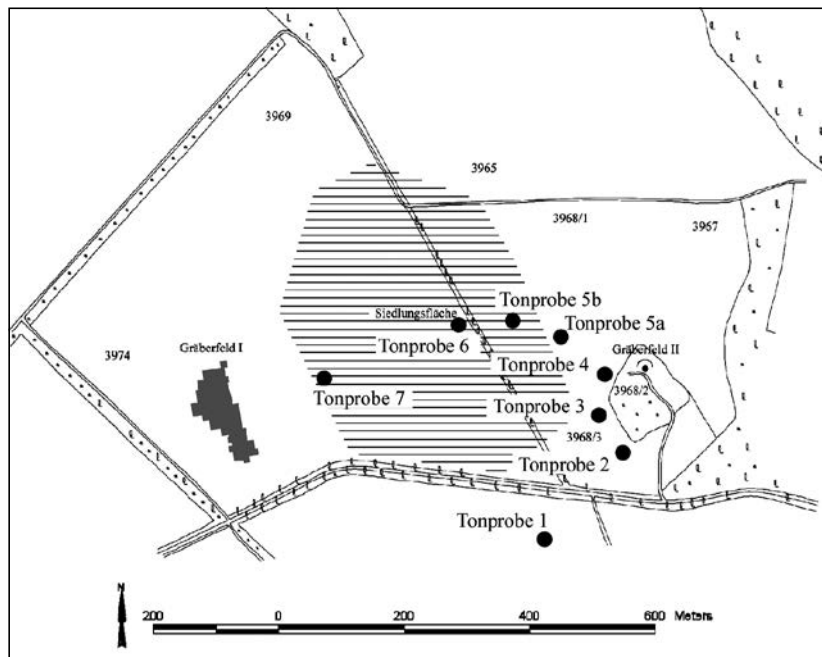 3969
3965
3968/1
3967
Tonprobe 5b
Siedlungsfläche
Tonprobe 5a
Tonprobe 6
Gräberfeld II
3974
Gräberfeld I
Tonprobe 4
3968/2
Tonprobe 7
Tonprobe 3
3968/3
Tonprobe 2
Tonprobe 1
N
200 0 200 400 600 Meters